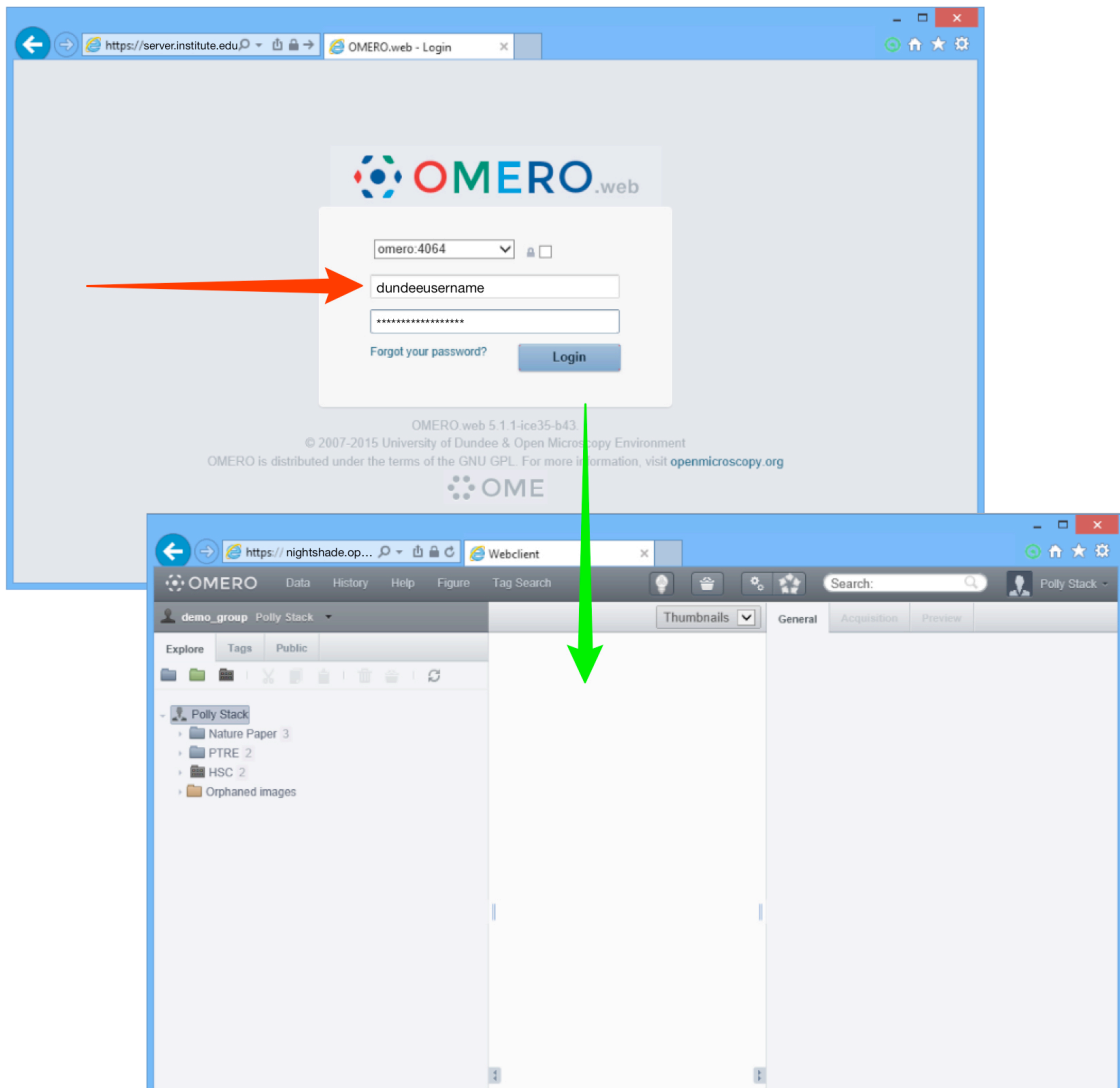 https://server.institute.edu
OMERO.web - Login
OMERO.web
omero:4064
dundeeusername
******************
Forgot your password?
Login
OMERO.web 5.1.1-ice35-b43.
© 2007-2015 University of Dundee & Open Microscopy Environment
OMERO is distributed under the terms of the GNU GPL. For more information, visit openmicroscopy.org
OME
https:// nightshade.op...
Webclient
OMERO Data History Help Figure Tag Search
Search:
Polly Stack
demo_group Polly Stack
Thumbnails
General Acquisition Preview
Explore Tags Public
Polly Stack
Nature Paper 3
PTRE 2
HSC 2
Orphaned images